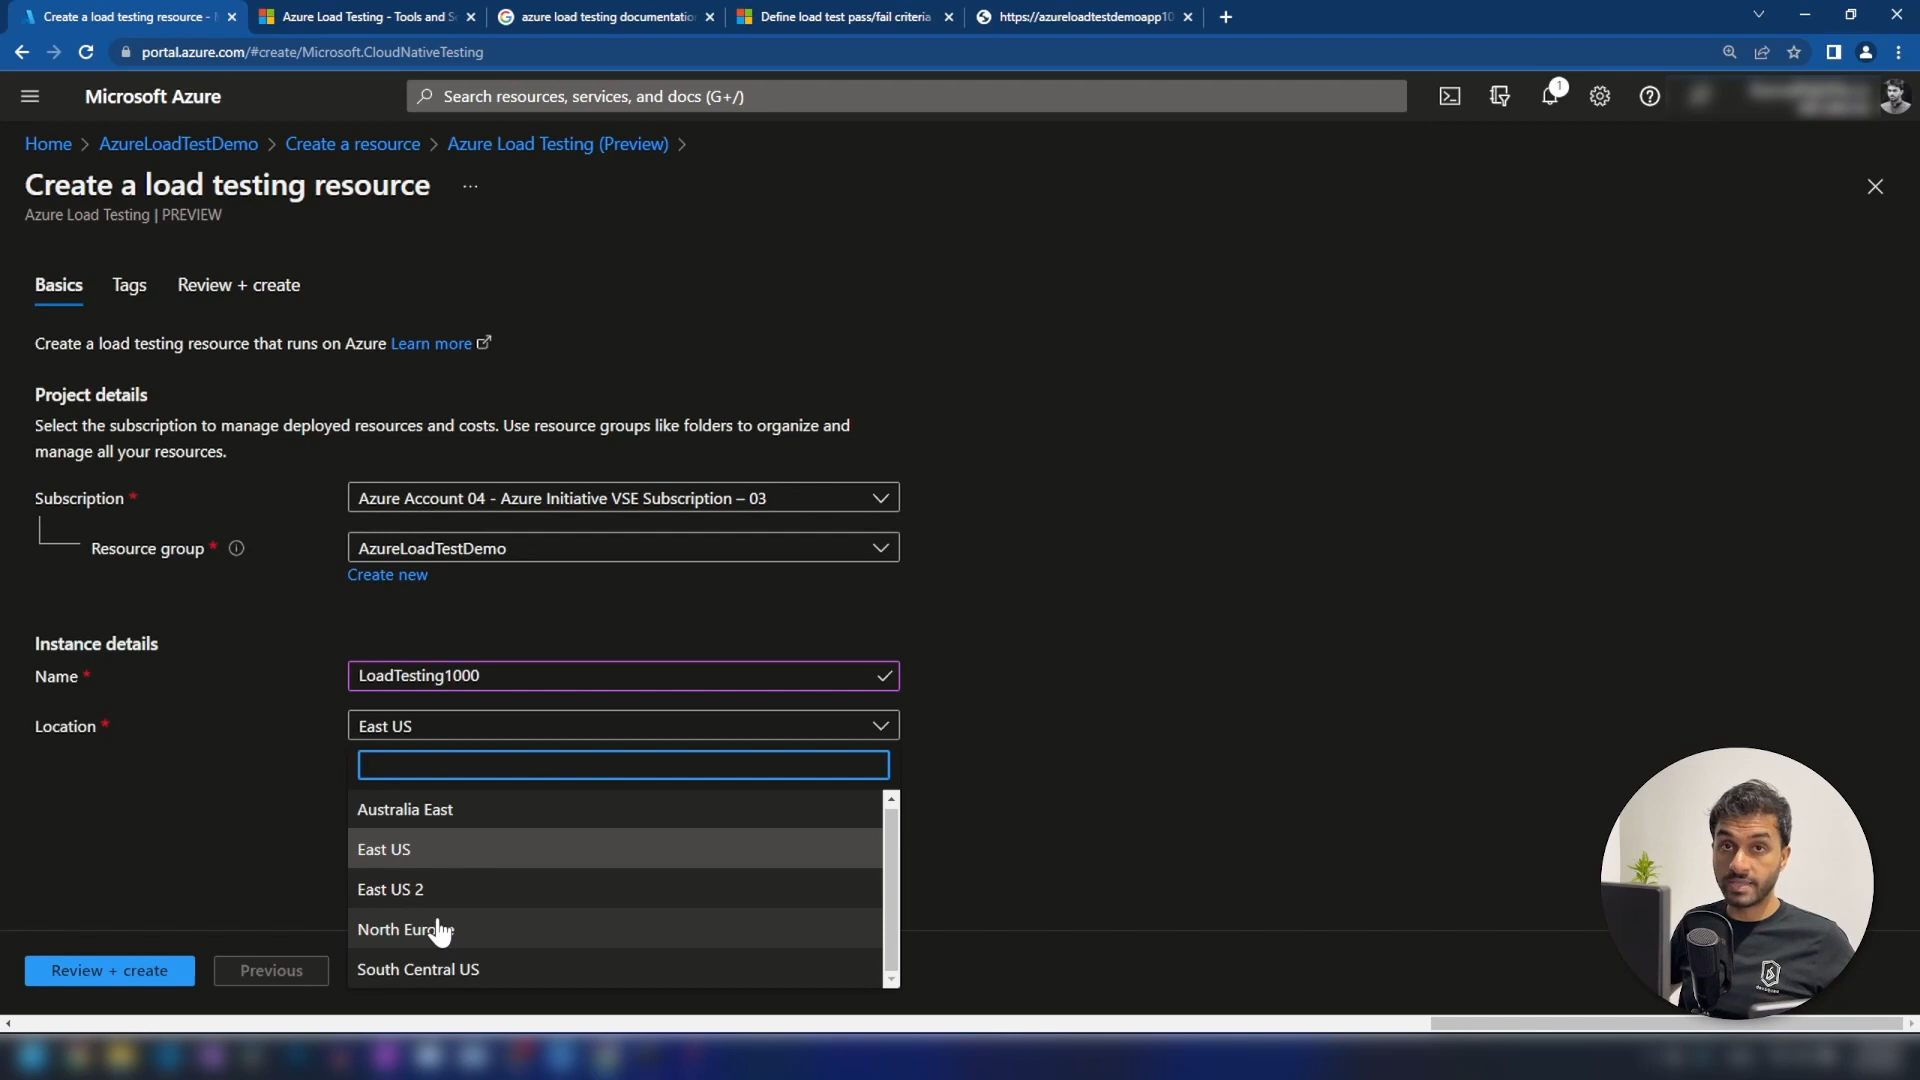 Create a load testing resource -
Azure Load Testing - Tools and S
azure load testing documentatio
Define load test pass/fail criteria
https://azureloadtestdemoapp10
portal.azure.com/#create/Microsoft.CloudNativeTesting
Microsoft Azure
Search resources, services, and docs (G+/)
1
Home > AzureLoadTestDemo > Create a resource > Azure Load Testing (Preview) >
Create a load testing resource ...
Azure Load Testing | PREVIEW
Basics
Tags
Review + create
Create a load testing resource that runs on Azure Learn more
Project details
Select the subscription to manage deployed resources and costs. Use resource groups like folders to organize and
manage all your resources.
Subscription *
Azure Account 04 - Azure Initiative VSE Subscription – 03
Resource group *
AzureLoadTestDemo
Create new
Instance details
Name *
LoadTesting1000
Location *
East US
Australia East
East US
East US 2
North Europe
South Central US
Review + create
Previous